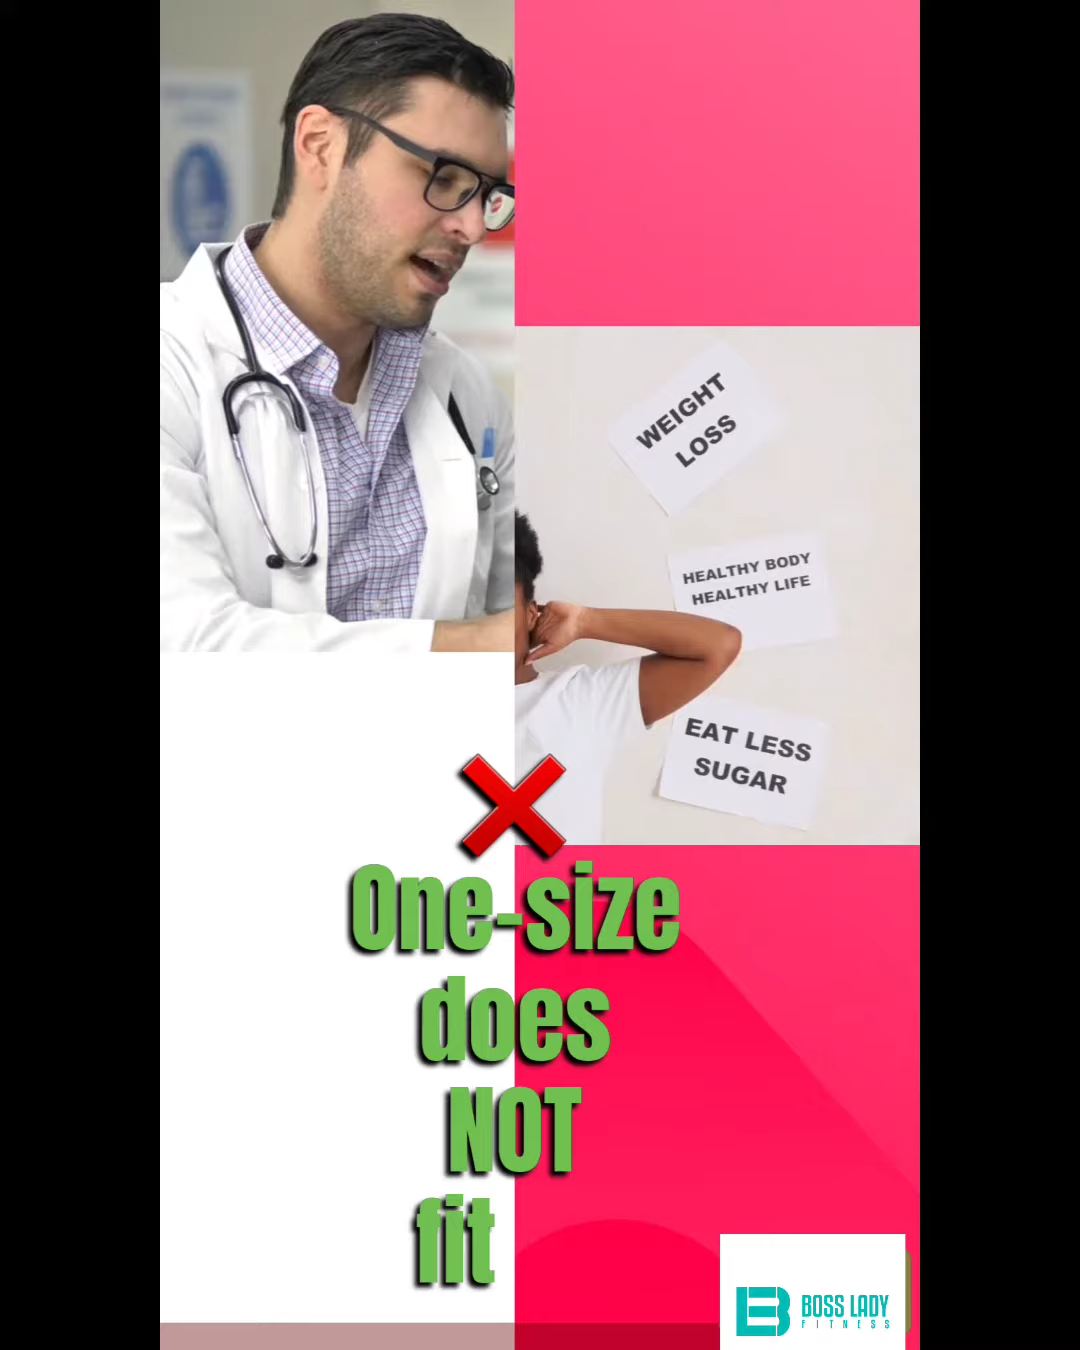 WEIGHT
LOSS
HEALTHY BODY
HEALTHY LIFE
EAT LESS
SUGAR
One-size
does
NOT
fit
BOSS LADY
FITNESS